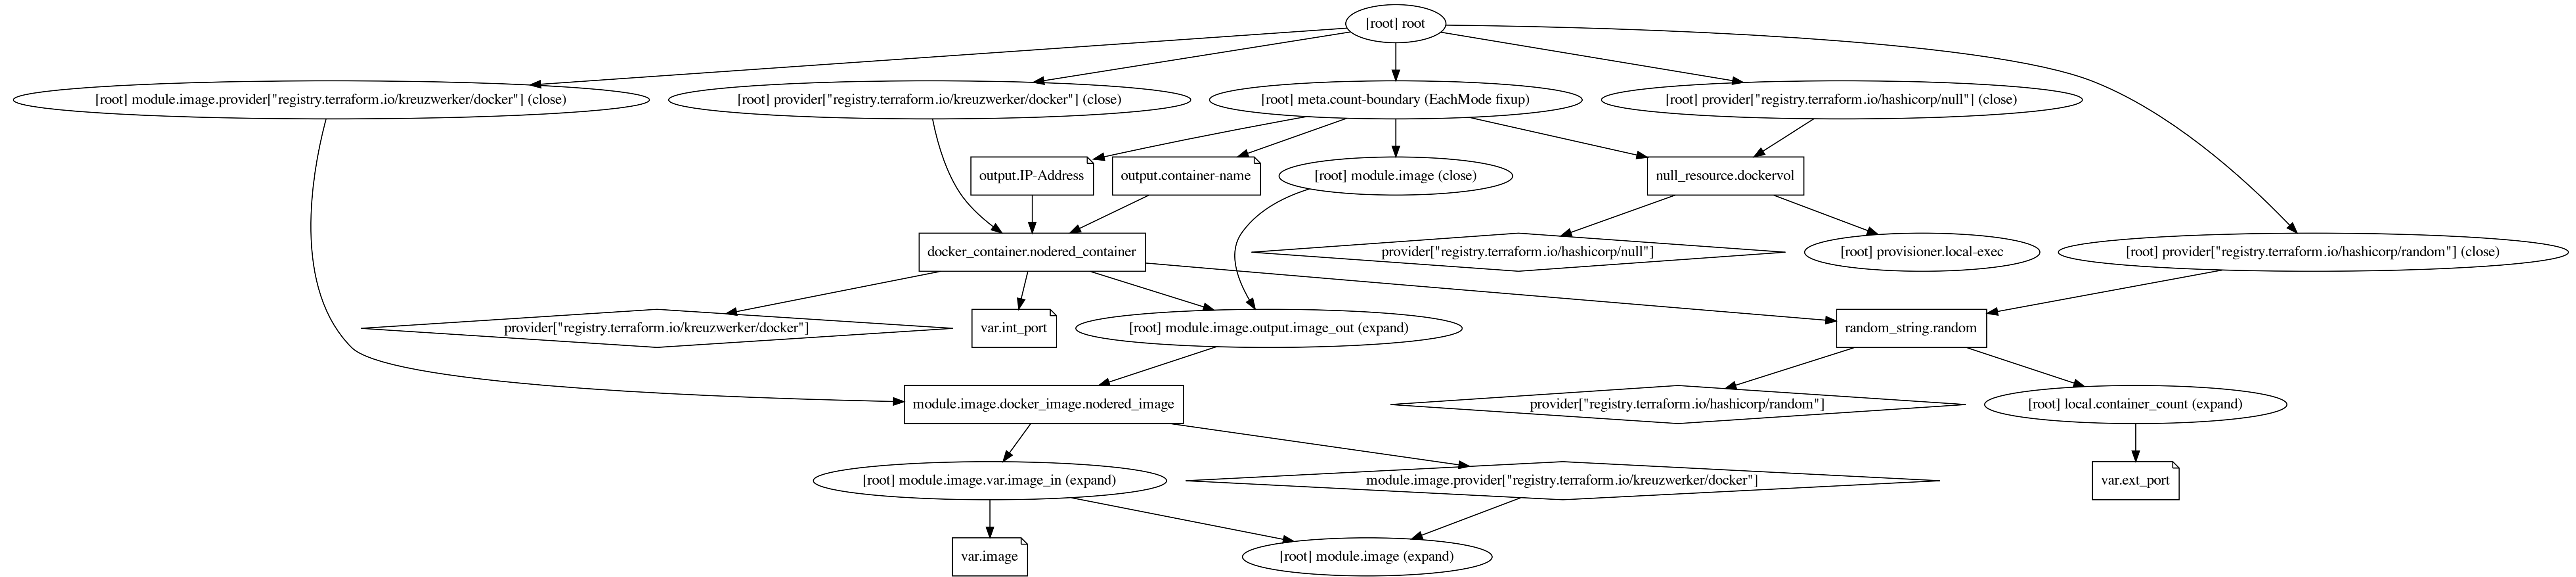 [root] root
[root] module.image.provider["registry.terraform.io/kreuzwerker/docker"] (close)
[root] provider["registry.terraform.io/kreuzwerker/docker"] (close)
[root] meta.count-boundary (EachMode fixup)
[root] provider["registry.terraform.io/hashicorp/null"] (close)
output.IP-Address
output.container-name
[root] module.image (close)
null_resource.dockervol
docker_container.nodered_container
provider["registry.terraform.io/hashicorp/null"]
[root] provisioner.local-exec
[root] provider["registry.terraform.io/hashicorp/random"] (close)
provider["registry.terraform.io/kreuzwerker/docker"]
var.int_port
[root] module.image.output.image_out (expand)
random_string.random
module.image.docker_image.nodered_image
provider["registry.terraform.io/hashicorp/random"]
[root] local.container_count (expand)
[root] module.image.var.image_in (expand)
module.image.provider["registry.terraform.io/kreuzwerker/docker"]
var.ext_port
var.image
[root] module.image (expand)